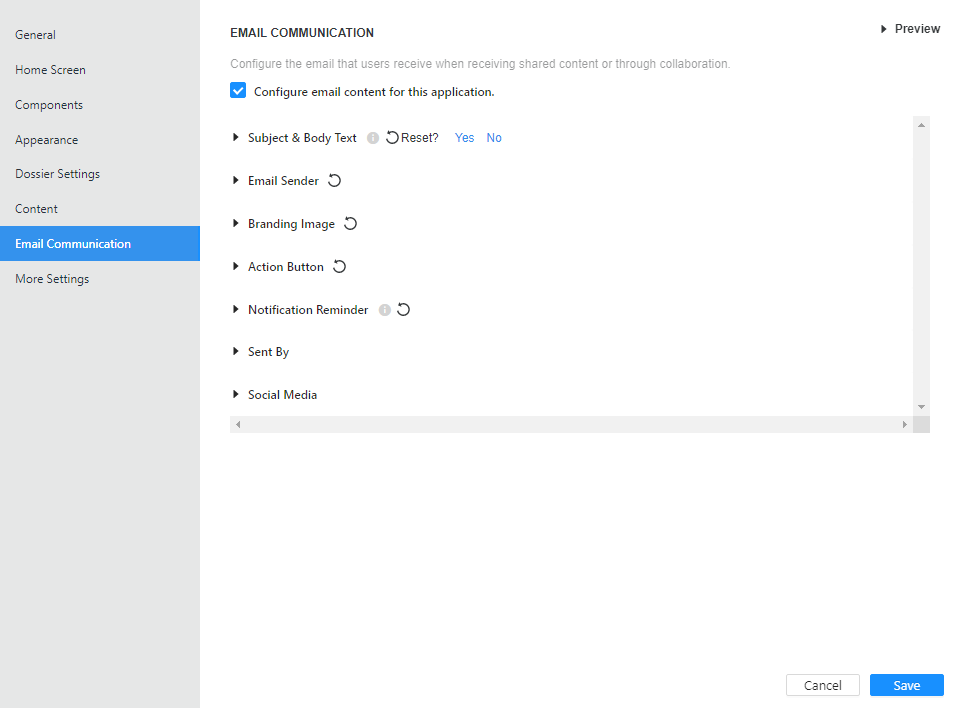 General
Home Screen
Components
Appearance
Dossier Settings
Content
Email Communication
More Settings
EMAIL COMMUNICATION
Preview
Configure the email that users receive when receiving shared content or through collaboration.
Configure email content for this application.
Subject & Body Text Reset? Yes No
Email Sender
Branding Image
Action Button
Notification Reminder
Sent By
Social Media
Cancel Save